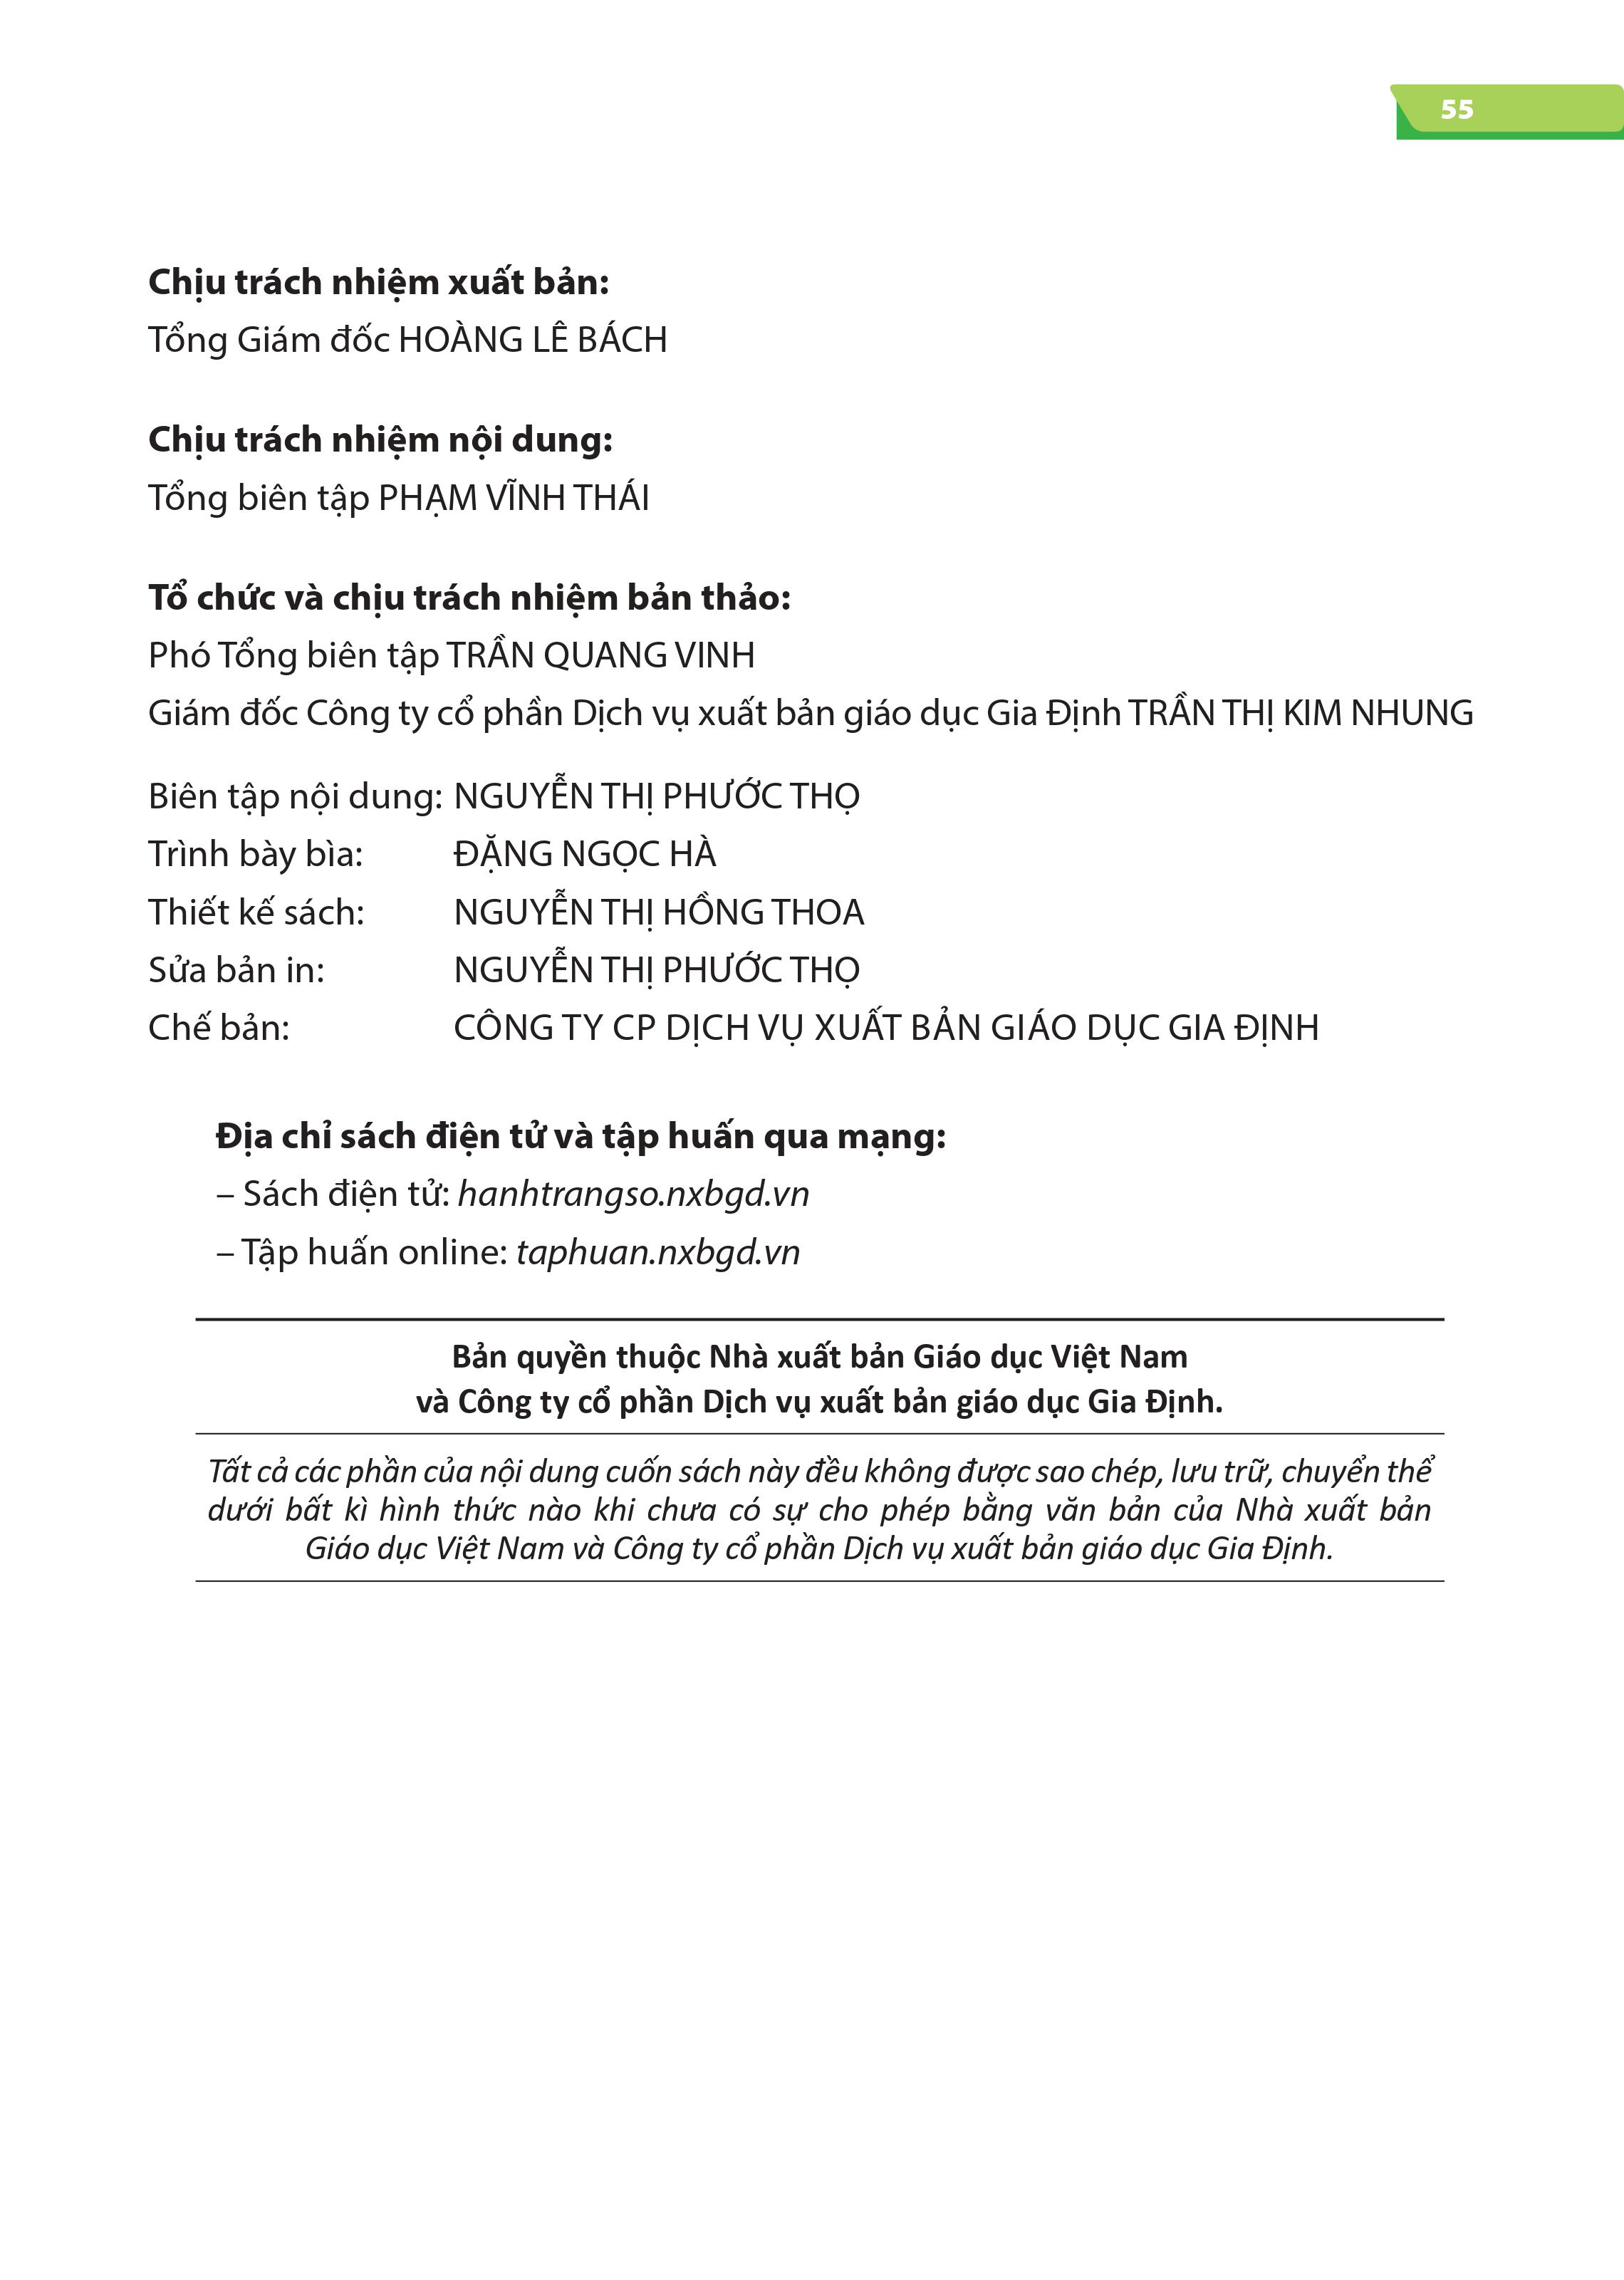 55
Chịu trách nhiệm xuất bản:
Tổng Giám đốc HOÀNG LÊ BÁCH
Chịu trách nhiệm nội dung:
Tổng biên tập PHẠM VĨNH THÁI
Tổ chức và chịu trách nhiệm bản thảo:
Phó Tổng biên tập TRẦN QUANG VINH
Giám đốc Công ty cổ phần Dịch vụ xuất bản giáo dục Gia Định TRẦN THỊ KIM NHUNG
Biên tập nội dung: NGUYỄN THỊ PHƯỚC THỌ
Trình bày bìa: ĐẶNG NGỌC HÀ
Thiết kế sách: NGUYỄN THỊ HỒNG THOA
Sửa bản in: NGUYỄN THỊ PHƯỚC THỌ
Chế bản: CÔNG TY CP DỊCH VỤ XUẤT BẢN GIÁO DỤC GIA ĐỊNH
Địa chỉ sách điện tử và tập huấn qua mạng:
– Sách điện tử: hanhtrangso.nxbgd.vn
– Tập huấn online: taphuan.nxbgd.vn
Bản quyền thuộc Nhà xuất bản Giáo dục Việt Nam
và Công ty cổ phần Dịch vụ xuất bản giáo dục Gia Định.
Tất cả các phần của nội dung cuốn sách này đều không được sao chép, lưu trữ, chuyển thể
dưới bất kì hình thức nào khi chưa có sự cho phép bằng văn bản của Nhà xuất bản
Giáo dục Việt Nam và Công ty cổ phần Dịch vụ xuất bản giáo dục Gia Định.